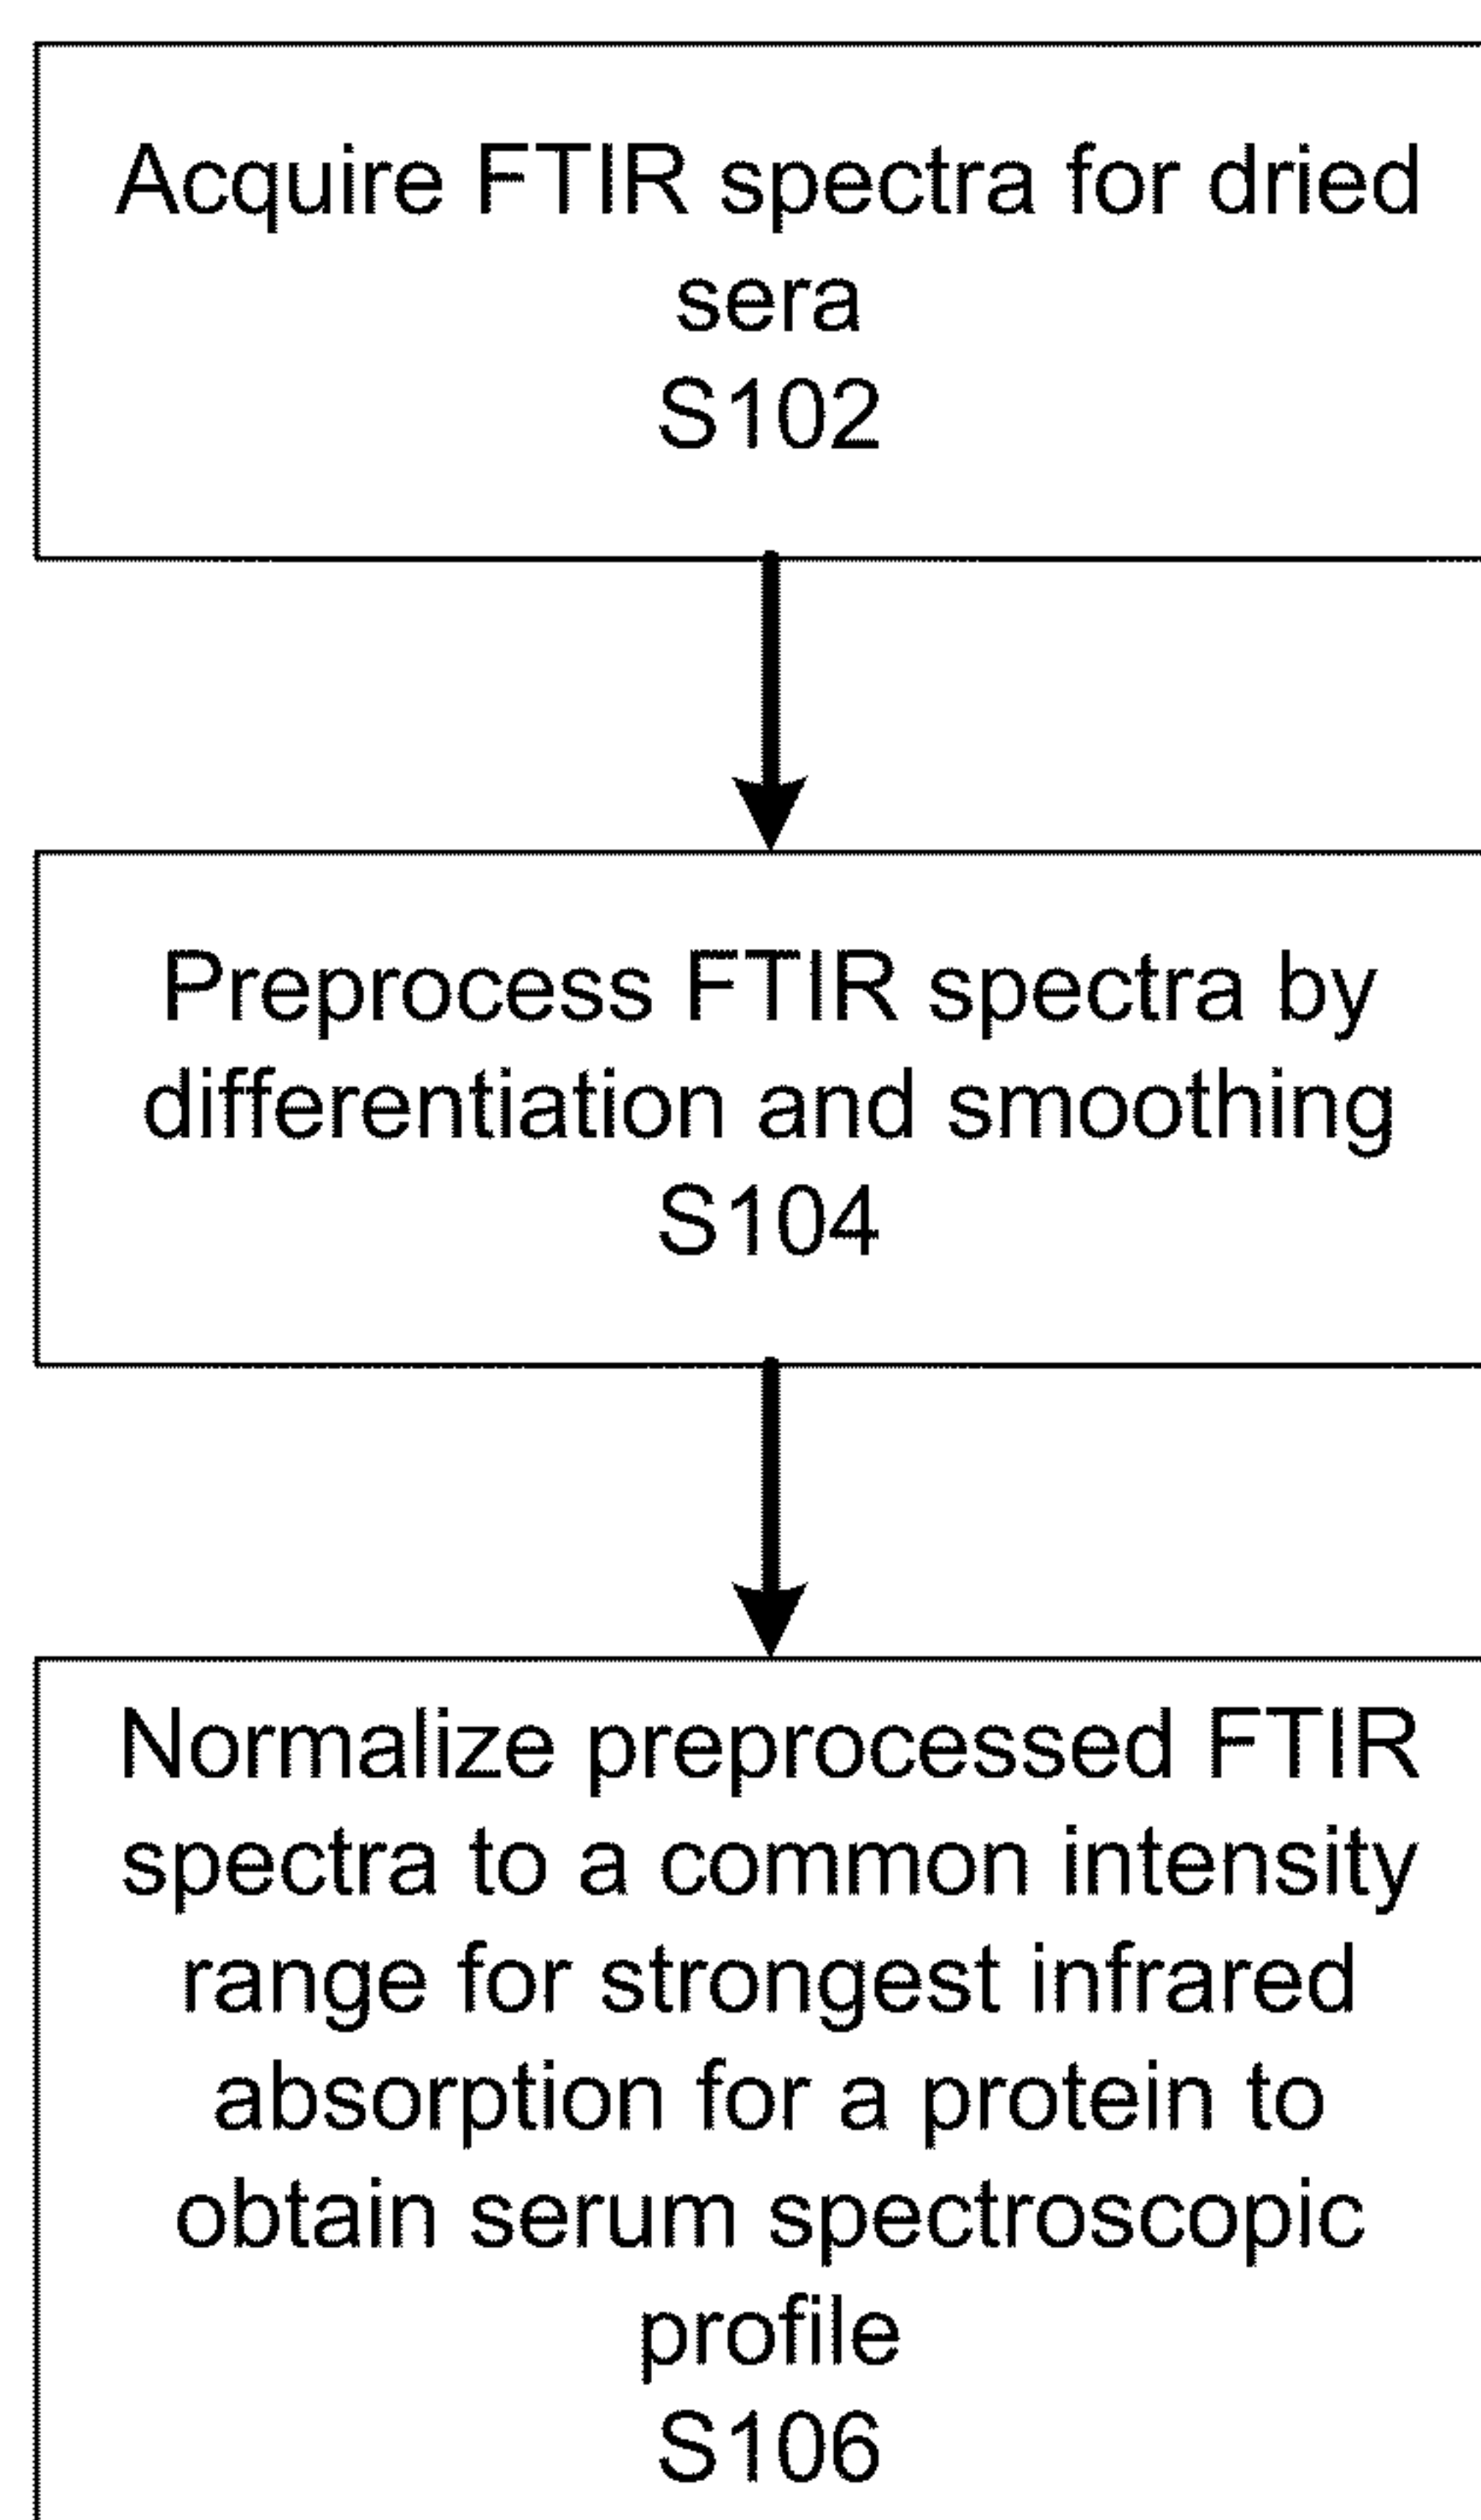 Acquire FTIR spectra for dried
sera
S102
Preprocess FTIR spectra by
differentiation and smoothing
S104
Normalize preprocessed FTIR
spectra to a common intensity
range for strongest infrared
absorption for a protein to
obtain serum spectroscopic
profile
S106